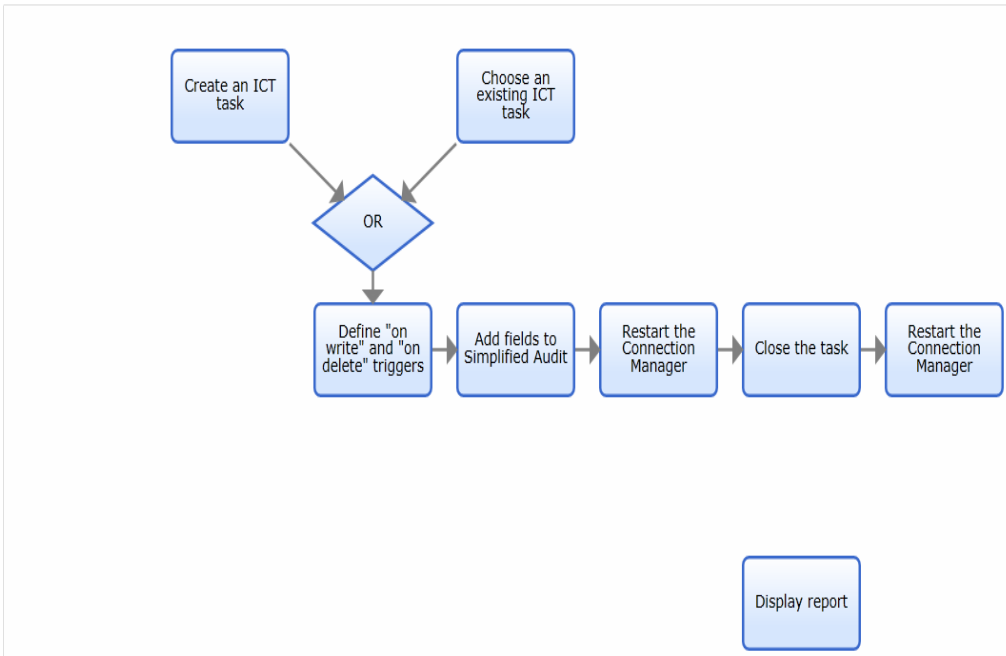 Create an ICT
task
Choose an
existing ICT
task
OR
Define "on
write" and "on
delete" triggers
Add fields to
Simplified Audit
Restart the
Connection
Manager
Close the task
Restart the
Connection
Manager
Display report